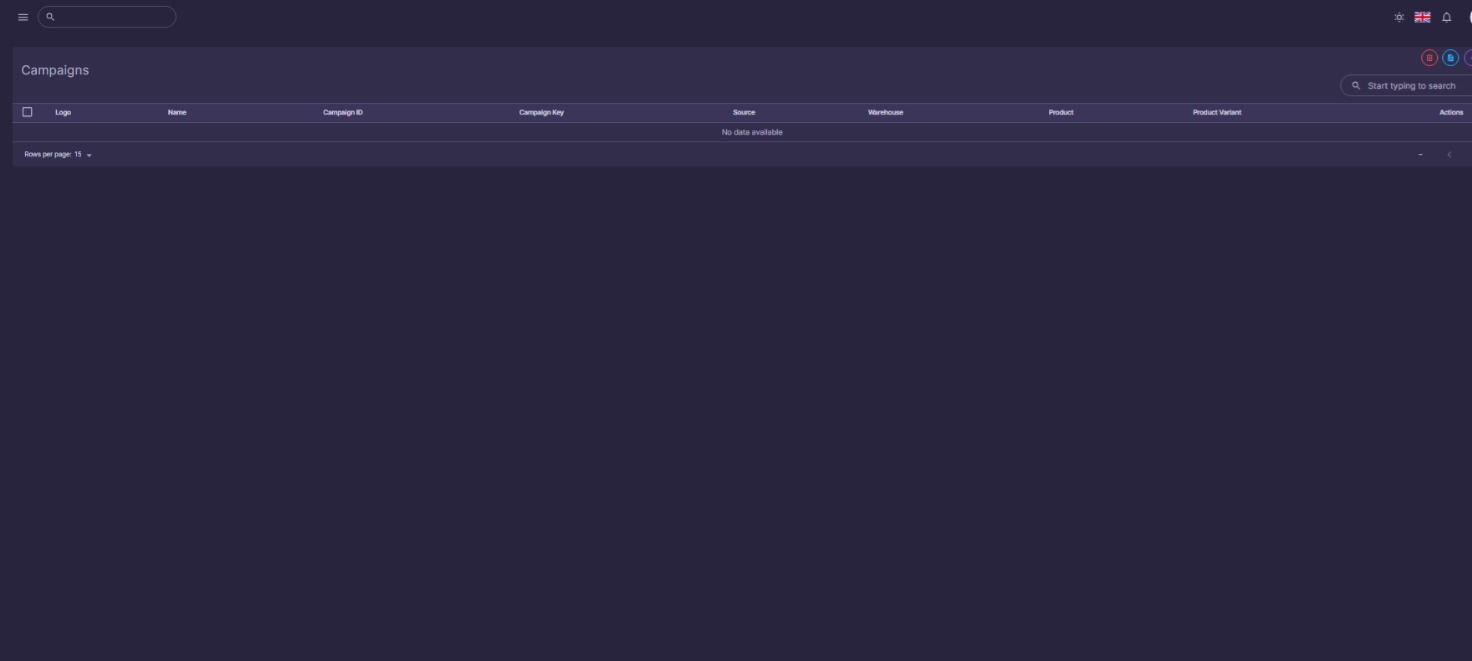 Campaigns
Start typing to search
Logo Name Campaign ID Campaign Key Source Warehouse Product Product Variant Actions
No data available
Rows per page: 15 –